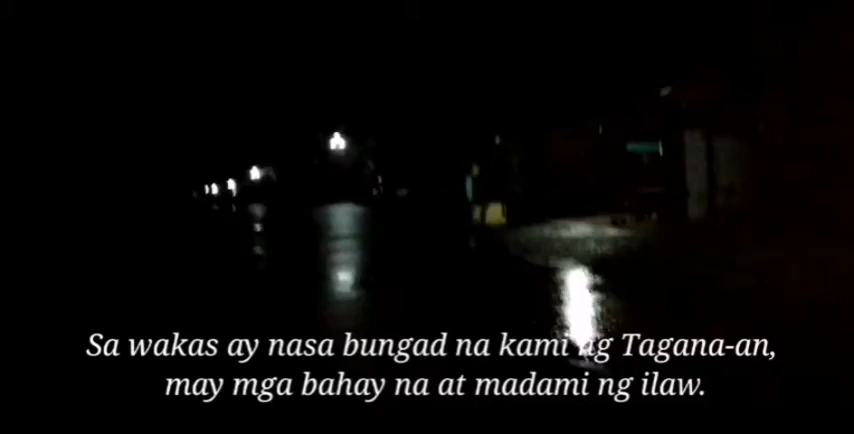 Sa wakas ay nasa bungad na kami ng Tagana-an,
may mga bahay na at madami ng ilaw.